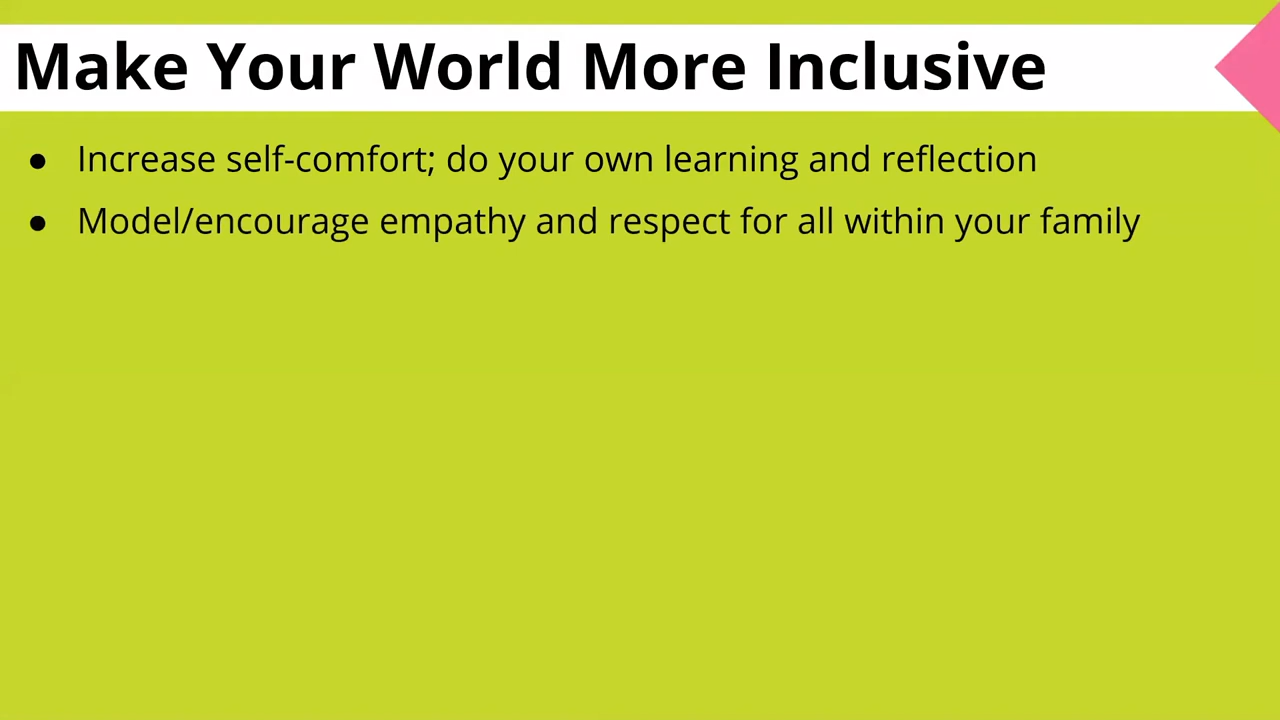 Make Your World More Inclusive
● Increase self-comfort; do your own learning and reflection
● Model/encourage empathy and respect for all within your family